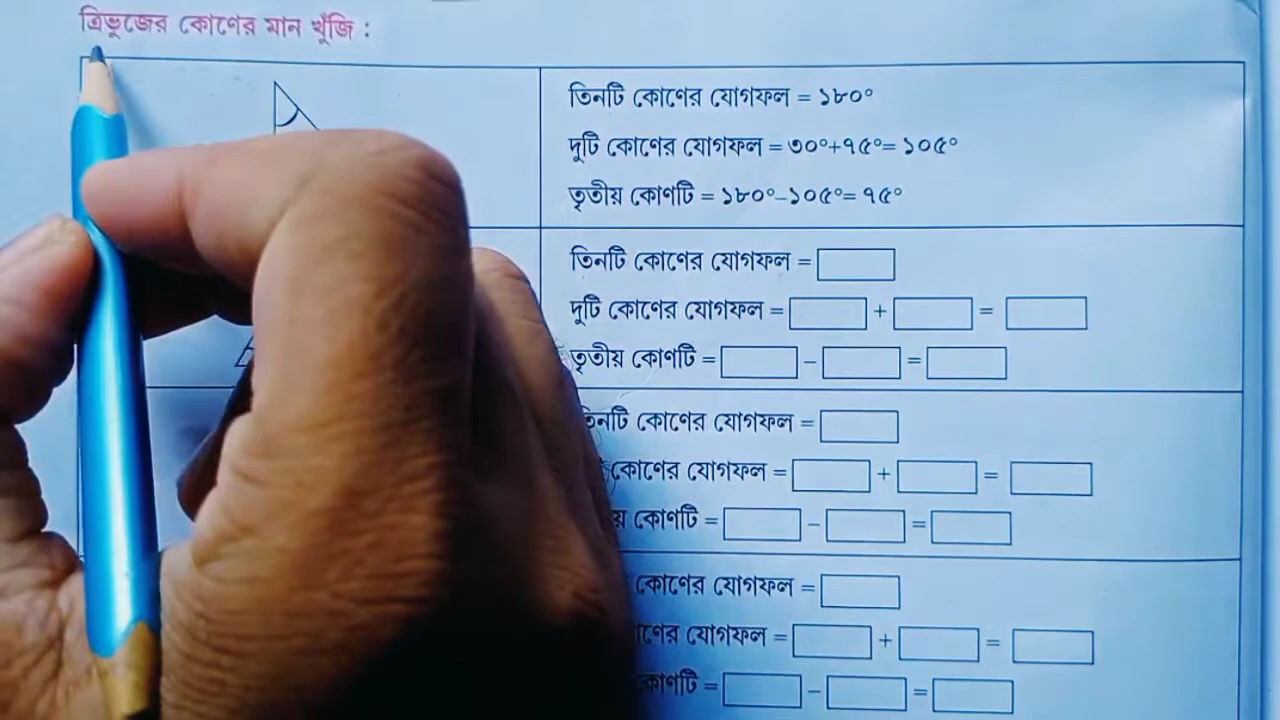 ত্রিভুজের কোণের মান খুঁজি :
তিনটি কোণের যোগফল = ১৮০°
দুটি কোণের যোগফল = ৩০°+৭৫°= ১০৫°
তৃতীয় কোণটি = ১৮০°–১০৫°= ৭৫°
তিনটি কোণের যোগফল =
দুটি কোণের যোগফল = + =
তৃতীয় কোণটি = – =
তিনটি কোণের যোগফল =
কোণের যোগফল = + =
কোণটি = – =
কোণের যোগফল =
যোগফল = + =
কোণটি = – =